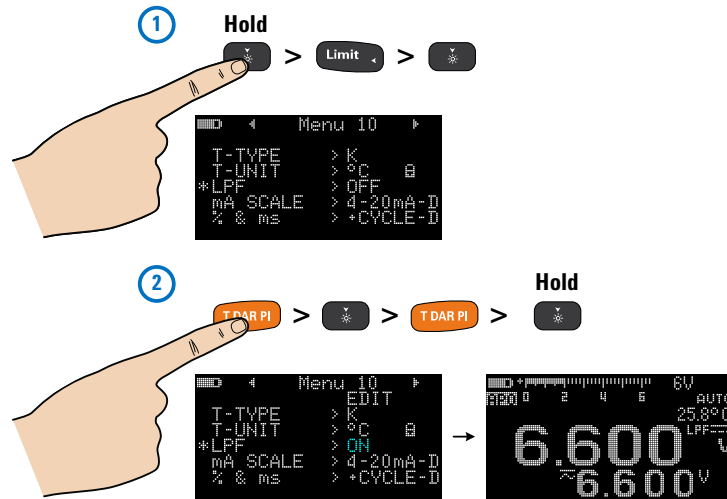 1
Hold
> Limit >
Menu 10
T-TYPE > K
T-UNIT > °C
*LPF > OFF
mA SCALE > 4-20mA-D
% & ms > +CYCLE-D
2
Hold
T DAR PI > > T DAR PI >
Menu 10
EDIT
T-TYPE > K
T-UNIT > °C
*LPF > ON
mA SCALE > 4-20mA-D
% & ms > +CYCLE-D
+ 6V
APO 0 2 4 6 AUTO
25.8°C
LPF
6.600 V
6.600 V